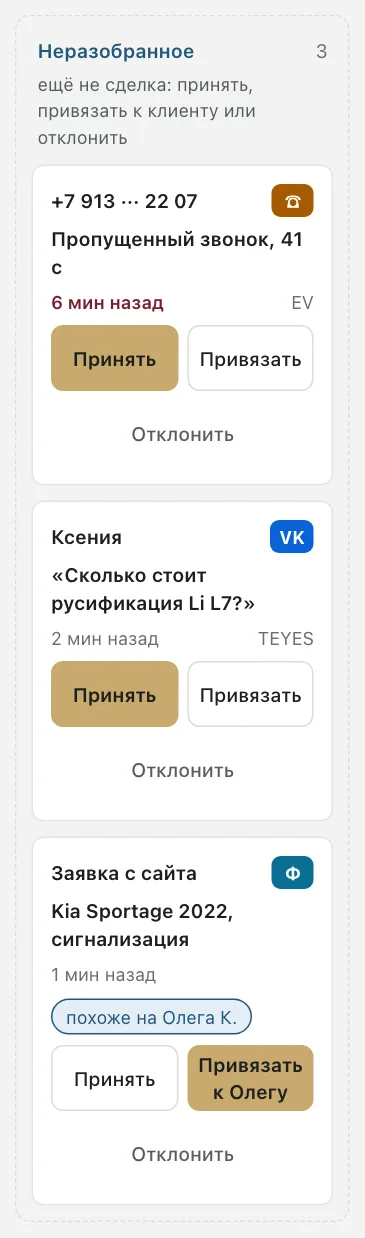 Неразобранное 3
ещё не сделка: принять,
привязать к клиенту или
отклонить
+7 913 ··· 22 07 ☎
Пропущенный звонок, 41
с
6 мин назад EV
Принять Привязать
Отклонить
Ксения VK
«Сколько стоит
русификация Li L7?»
2 мин назад TEYES
Принять Привязать
Отклонить
Заявка с сайта Ф
Kia Sportage 2022,
сигнализация
1 мин назад
похоже на Олега К.
Принять Привязать
к Олегу
Отклонить